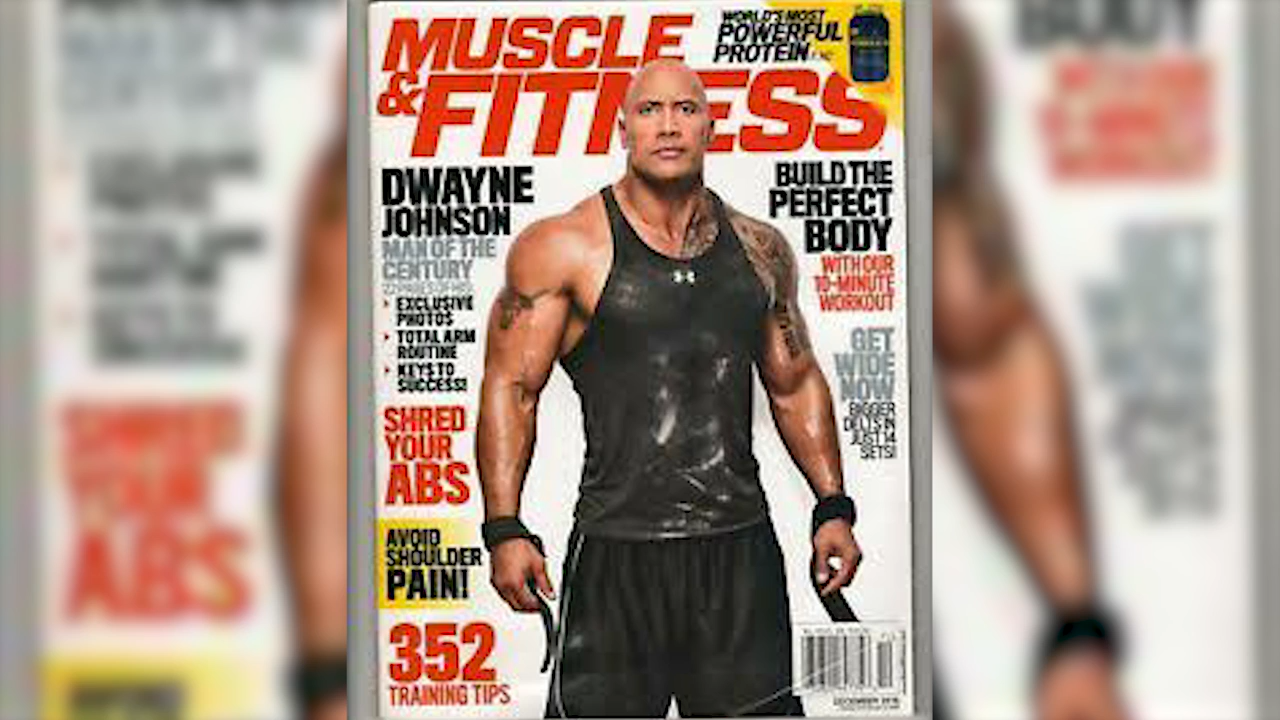 MUSCLE
& FITNESS
WORLD'S MOST
POWERFUL
PROTEIN
DWAYNE
JOHNSON
MAN OF THE
CENTURY
EXCLUSIVE
PHOTOS
TOTAL ARM
ROUTINE
KEYS TO
SUCCESS!
SHRED
YOUR
ABS
AVOID
SHOULDER
PAIN!
352
TRAINING TIPS
BUILD THE
PERFECT
BODY
WITH OUR
10-MINUTE
WORKOUT
GET
WIDE
NOW
BIGGER
DELTS IN
JUST 14
SETS!
DECEMBER